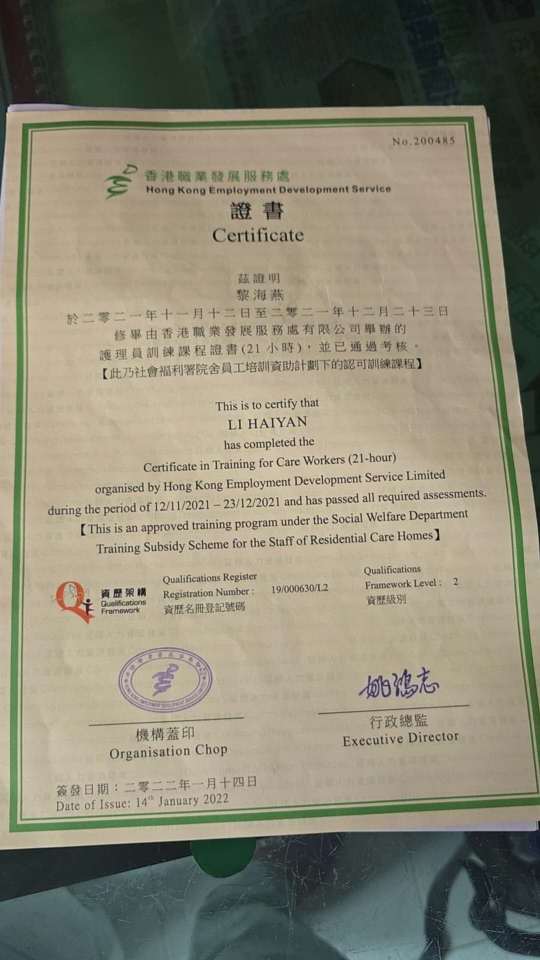 No.200485
香港職業發展服務處
Hong Kong Employment Development Service
證書
Certificate
茲證明
黎海燕
於二零二一年十一月十二日至二零二一年十二月二十三日
修畢由香港職業發展服務處有限公司舉辦的
護理員訓練課程證書(21小時)，並已通過考核。
【此乃社會福利署院舍員工培訓資助計劃下的認可訓練課程】
This is to certify that
LI HAIYAN
has completed the
Certificate in Training for Care Workers (21-hour)
organised by Hong Kong Employment Development Service Limited
during the period of 12/11/2021 – 23/12/2021 and has passed all required assessments.
【This is an approved training program under the Social Welfare Department
Training Subsidy Scheme for the Staff of Residential Care Homes】
資歷架構
Qualifications
Framework
Qualifications Register
Registration Number : 19/000630/L2
資歷名冊登記號碼
Qualifications
Framework Level : 2
資歷級別
機構蓋印
Organisation Chop
行政總監
Executive Director
簽發日期：二零二二年一月十四日
Date of Issue: 14th January 2022